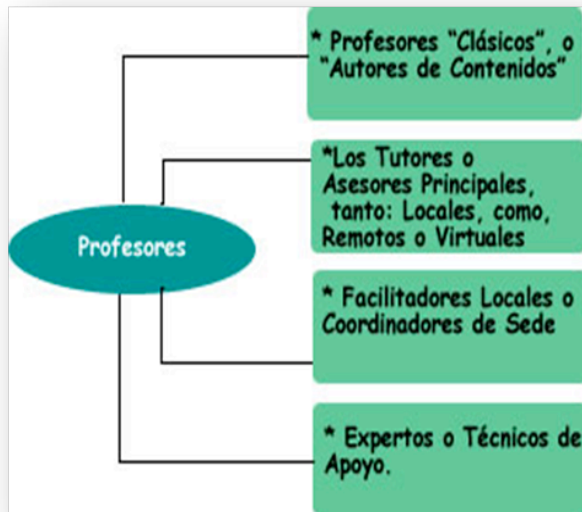 * Profesores “Clásicos”, o
“Autores de Contenidos”
*Los Tutores o
Asesores Principales,
tanto: Locales, como,
Remotos o Virtuales
Profesores
* Facilitadores Locales o
Coordinadores de Sede
* Expertos o Técnicos de
Apoyo.